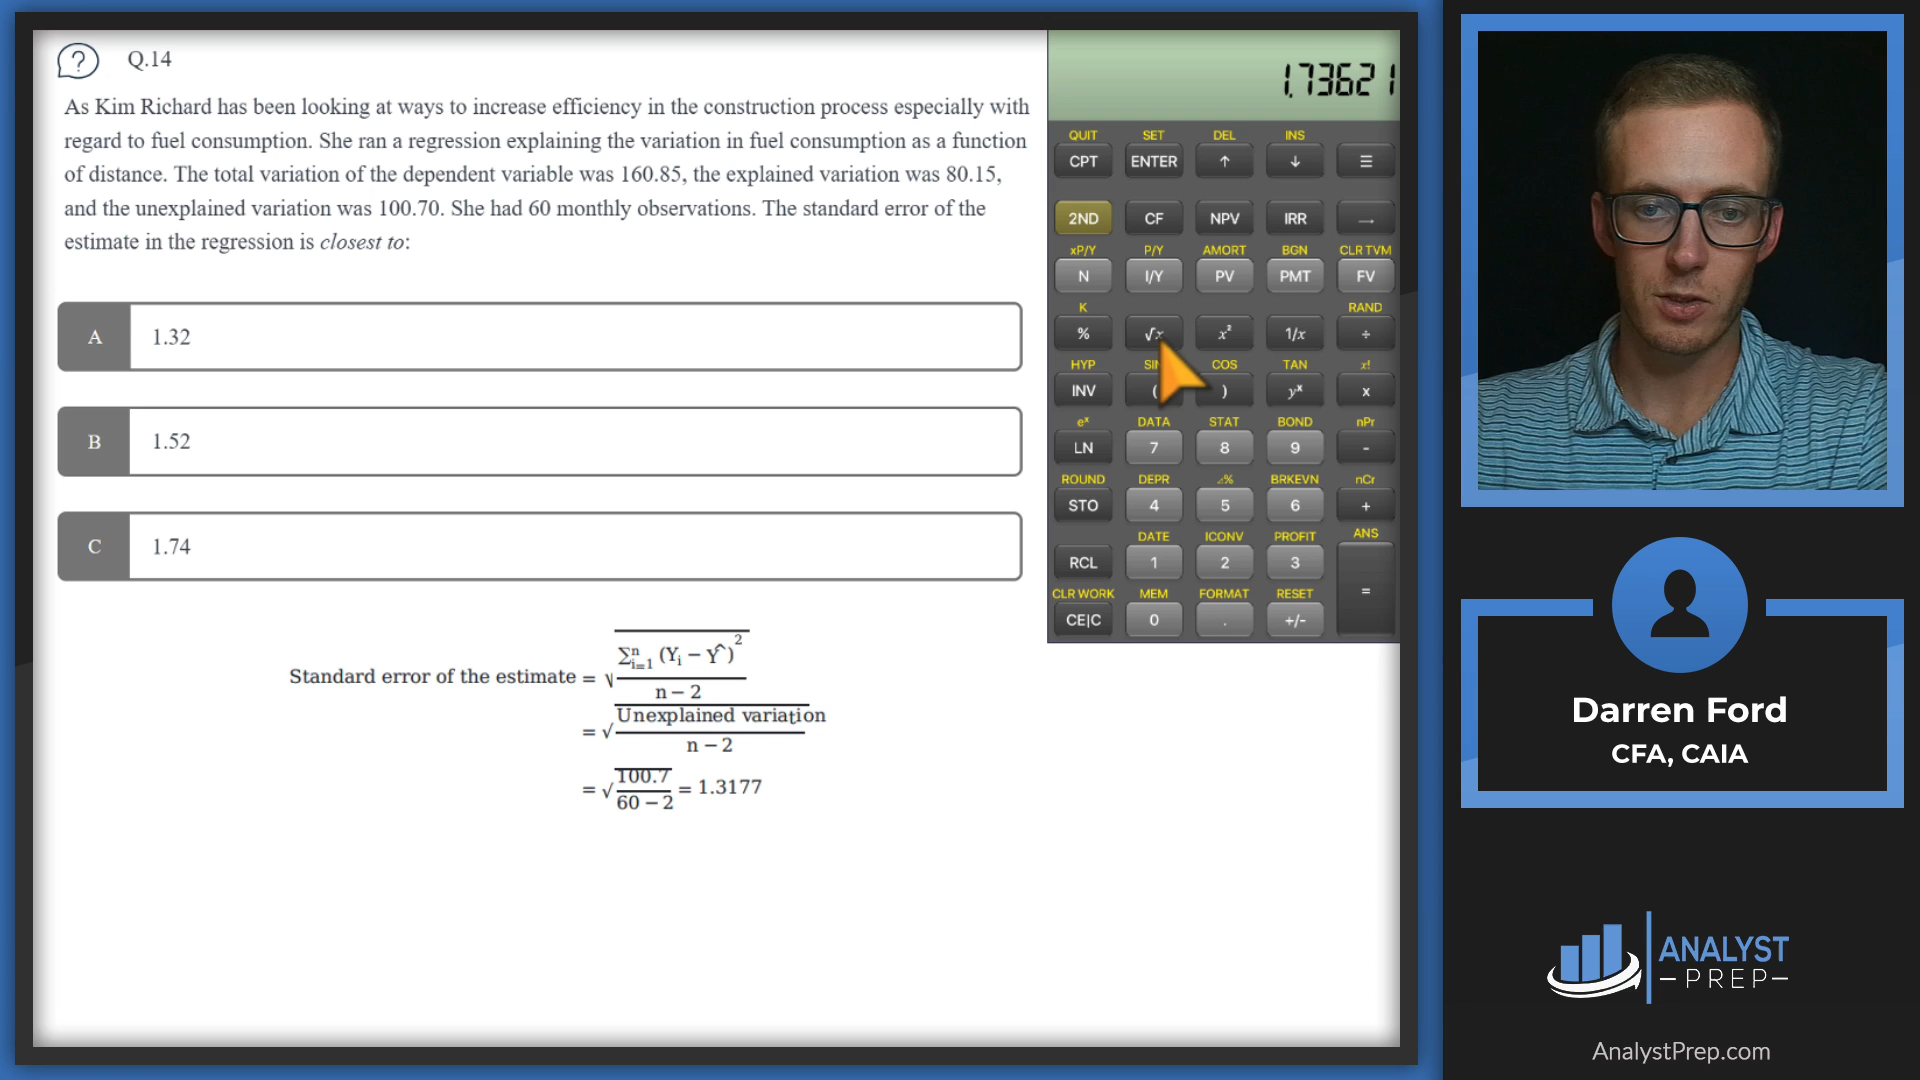 Q.14
As Kim Richard has been looking at ways to increase efficiency in the construction process especially with
regard to fuel consumption. She ran a regression explaining the variation in fuel consumption as a function
of distance. The total variation of the dependent variable was 160.85, the explained variation was 80.15,
and the unexplained variation was 100.70. She had 60 monthly observations. The standard error of the
estimate in the regression is closest to:
A 1.32
B 1.52
C 1.74
Standard error of the estimate = √ Σⁿᵢ₌₁ (Yᵢ − Ŷ)² / n − 2
= √ Unexplained variation / n − 2
= √ 100.7 / 60 − 2 = 1.3177
1.73621
QUIT SET DEL INS
CPT ENTER ↑ ↓ ☰
2ND CF NPV IRR →
xP/Y P/Y AMORT BGN CLR TVM
N I/Y PV PMT FV
K RAND
% √x x² 1/x ÷
HYP SIN COS TAN x!
INV ( ) yˣ x
eˣ DATA STAT BOND nPr
LN 7 8 9 -
ROUND DEPR ⊿% BRKEVN nCr
STO 4 5 6 +
DATE ICONV PROFIT ANS
RCL 1 2 3 =
CLR WORK MEM FORMAT RESET
CE|C 0 . +/-
Darren Ford
CFA, CAIA
ANALYST
PREP
AnalystPrep.com